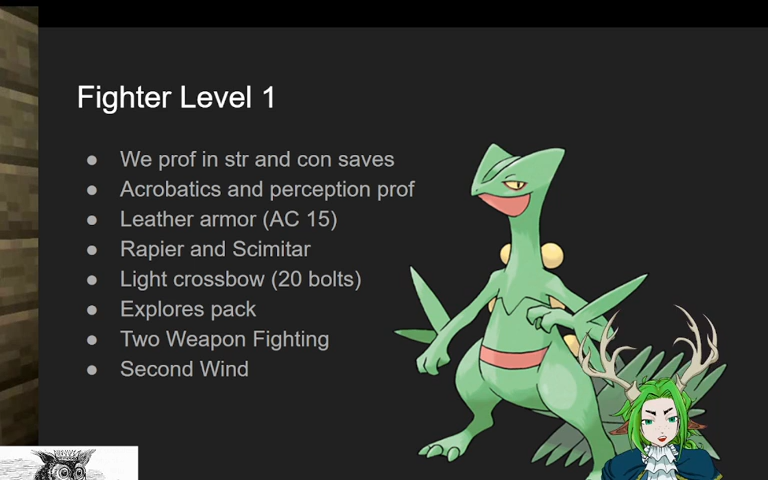 Fighter Level 1
● We prof in str and con saves
● Acrobatics and perception prof
● Leather armor (AC 15)
● Rapier and Scimitar
● Light crossbow (20 bolts)
● Explores pack
● Two Weapon Fighting
● Second Wind